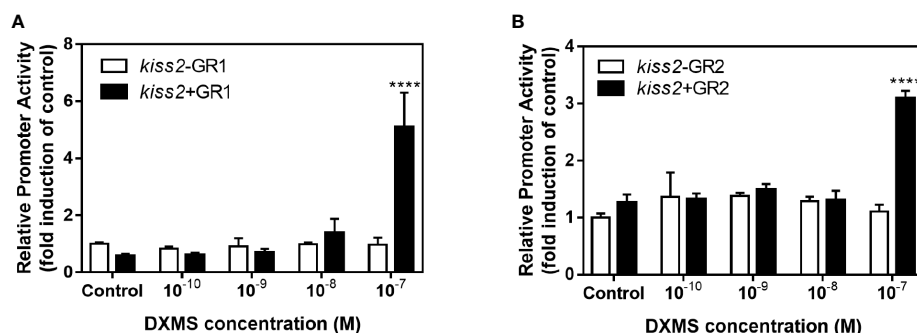 A
Relative Promoter Activity
(fold induction of control)
8
6
4
2
0
kiss2-GR1
kiss2+GR1
****
Control
10⁻¹⁰
10⁻⁹
10⁻⁸
10⁻⁷
DXMS concentration (M)
B
Relative Promoter Activity
(fold induction of control)
4
3
2
1
0
kiss2-GR2
kiss2+GR2
****
Control
10⁻¹⁰
10⁻⁹
10⁻⁸
10⁻⁷
DXMS concentration (M)